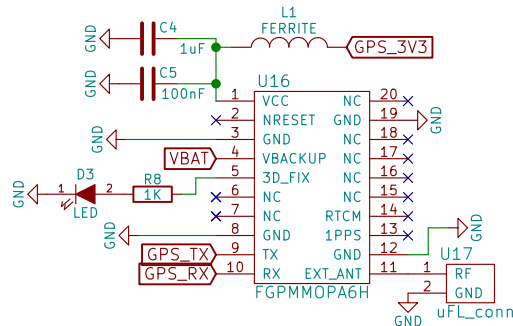 L1
FERRITE
GPS_3V3
C4
1uF
GND
C5
100nF
GND
U16
1 VCC NC 20
2 NRESET GND 19 GND
GND 3 GND NC 18
VBAT 4 VBACKUP NC 17
5 3D_FIX NC 16
6 NC NC 15
7 NC RTCM 14
GND 8 GND 1PPS 13
GPS_TX 9 TX GND 12 GND
GPS_RX 10 RX EXT_ANT 11
FGPMMOPA6H
GND 1 D3 2 LED
R8
1K
U17
1 RF
2 GND
uFL_conn
GND